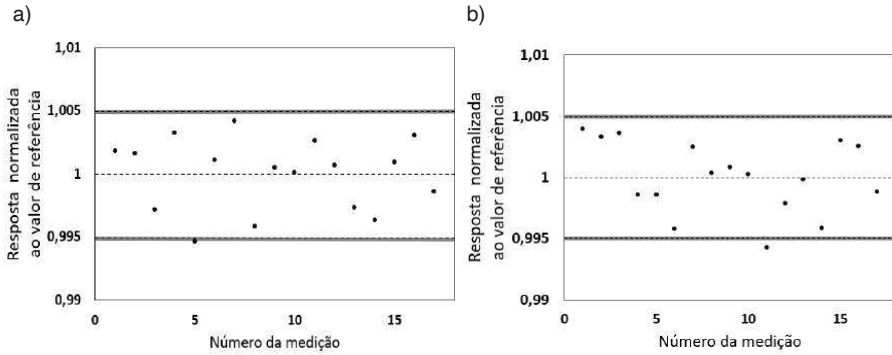 a)
1,01
1,005
1
0,995
0,99
Resposta normalizada
ao valor de referência
0
5
10
15
Número da medição
b)
1,01
1,005
1
0,995
0,99
Resposta normalizada
ao valor de referência
0
5
10
15
Número da medição